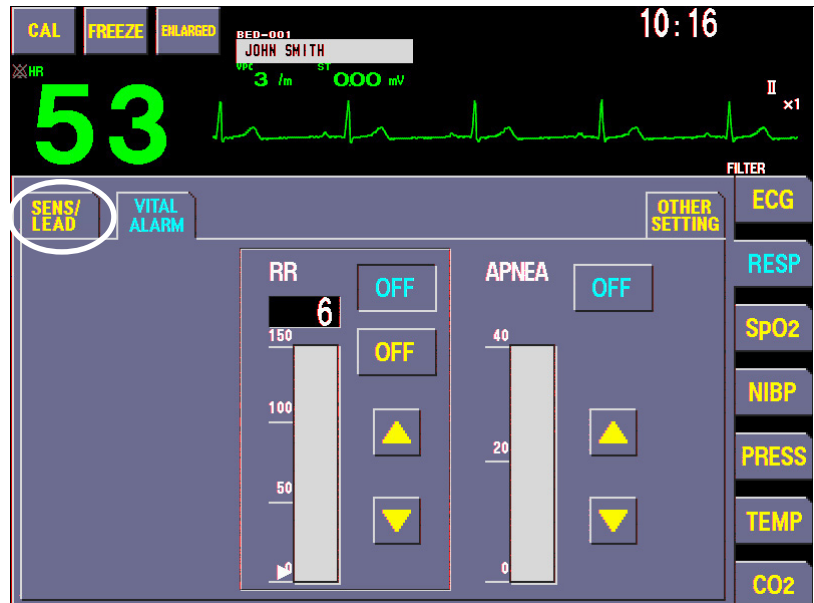 CAL FREEZE ENLARGED
BED-001
JOHN SMITH
10:16
HR
VPC 3 /m ST 0.00 mV
53
II
×1
FILTER
SENS/
LEAD
VITAL
ALARM
OTHER
SETTING
ECG
RESP
SpO2
NIBP
PRESS
TEMP
CO2
RR
6
OFF
OFF
150
100
50
0
APNEA
OFF
40
20
0